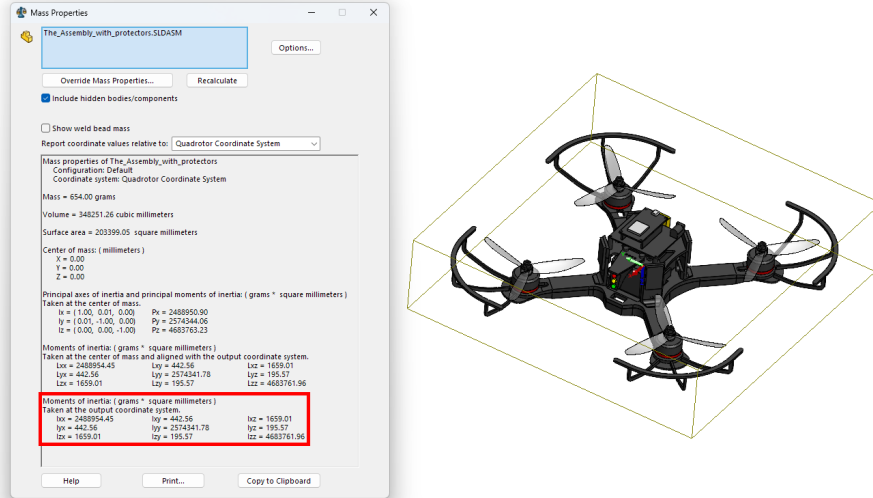 Mass Properties
The_Assembly_with_protectors.SLDASM
Options...
Override Mass Properties... Recalculate
Include hidden bodies/components
Show weld bead mass
Report coordinate values relative to: Quadrotor Coordinate System
Mass properties of The_Assembly_with_protectors
Configuration: Default
Coordinate system: Quadrotor Coordinate System
Mass = 654.00 grams
Volume = 348251.26 cubic millimeters
Surface area = 203399.05 square millimeters
Center of mass: ( millimeters )
X = 0.00
Y = 0.00
Z = 0.00
Principal axes of inertia and principal moments of inertia: ( grams * square millimeters )
Taken at the center of mass.
Ix = ( 1.00, 0.01, 0.00) Px = 2488950.90
Iy = ( 0.01, -1.00, 0.00) Py = 2574344.06
Iz = ( 0.00, 0.00, -1.00) Pz = 4683763.23
Moments of inertia: ( grams * square millimeters )
Taken at the center of mass and aligned with the output coordinate system.
Lxx = 2488954.45 Lxy = 442.56 Lxz = 1659.01
Lyx = 442.56 Lyy = 2574341.78 Lyz = 195.57
Lzx = 1659.01 Lzy = 195.57 Lzz = 4683761.96
Moments of inertia: ( grams * square millimeters )
Taken at the output coordinate system.
Ixx = 2488954.45 Ixy = 442.56 Ixz = 1659.01
Iyx = 442.56 Iyy = 2574341.78 Iyz = 195.57
Izx = 1659.01 Izy = 195.57 Izz = 4683761.96
Help Print... Copy to Clipboard